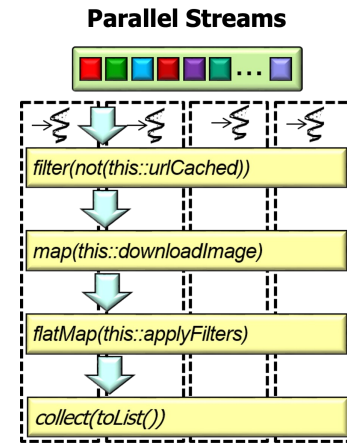 Parallel Streams
...
filter(not(this::urlCached))
map(this::downloadImage)
flatMap(this::applyFilters)
collect(toList())